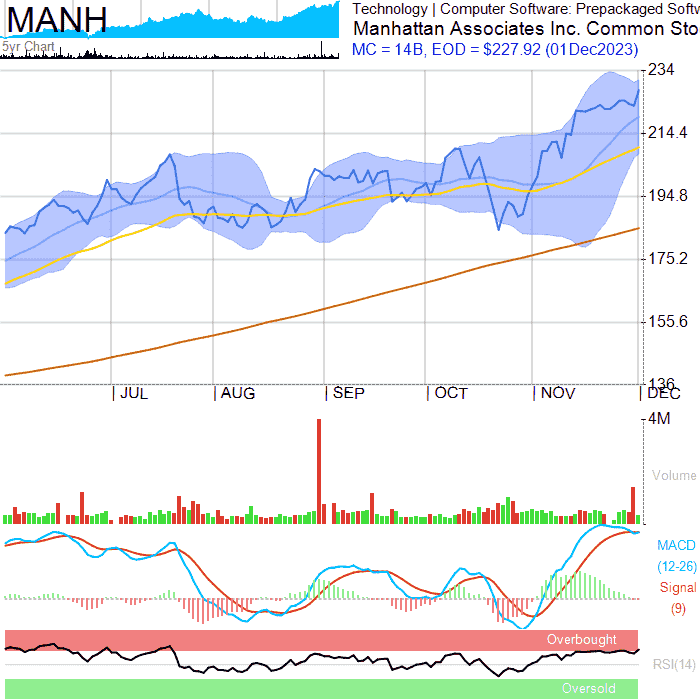 MANH
5yr Chart
Technology | Computer Software: Prepackaged Softw
Manhattan Associates Inc. Common Sto
MC = 14B, EOD = $227.92 (01Dec2023)
234
214.4
194.8
175.2
155.6
136
JUL AUG SEP OCT NOV DEC
4M
Volume
MACD
(12-26)
Signal
(9)
Overbought
RSI(14)
Oversold